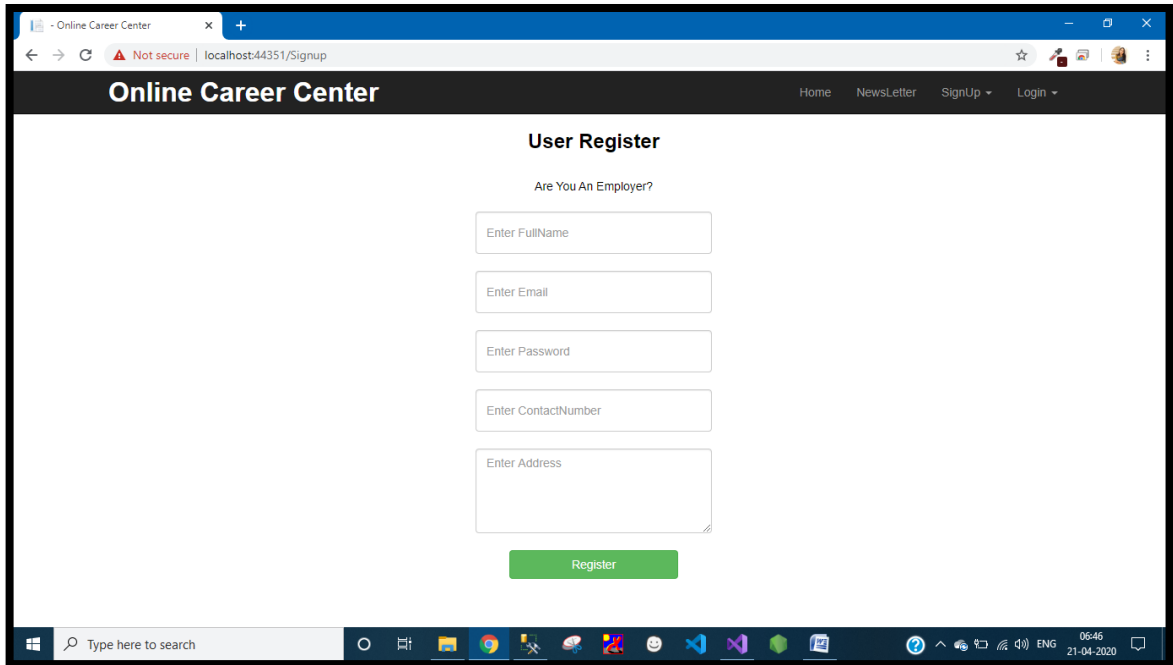 - Online Career Center
Not secure | localhost:44351/Signup
Online Career Center
Home NewsLetter SignUp Login
User Register
Are You An Employer?
Enter FullName
Enter Email
Enter Password
Enter ContactNumber
Enter Address
Register
Type here to search
ENG
06:46
21-04-2020